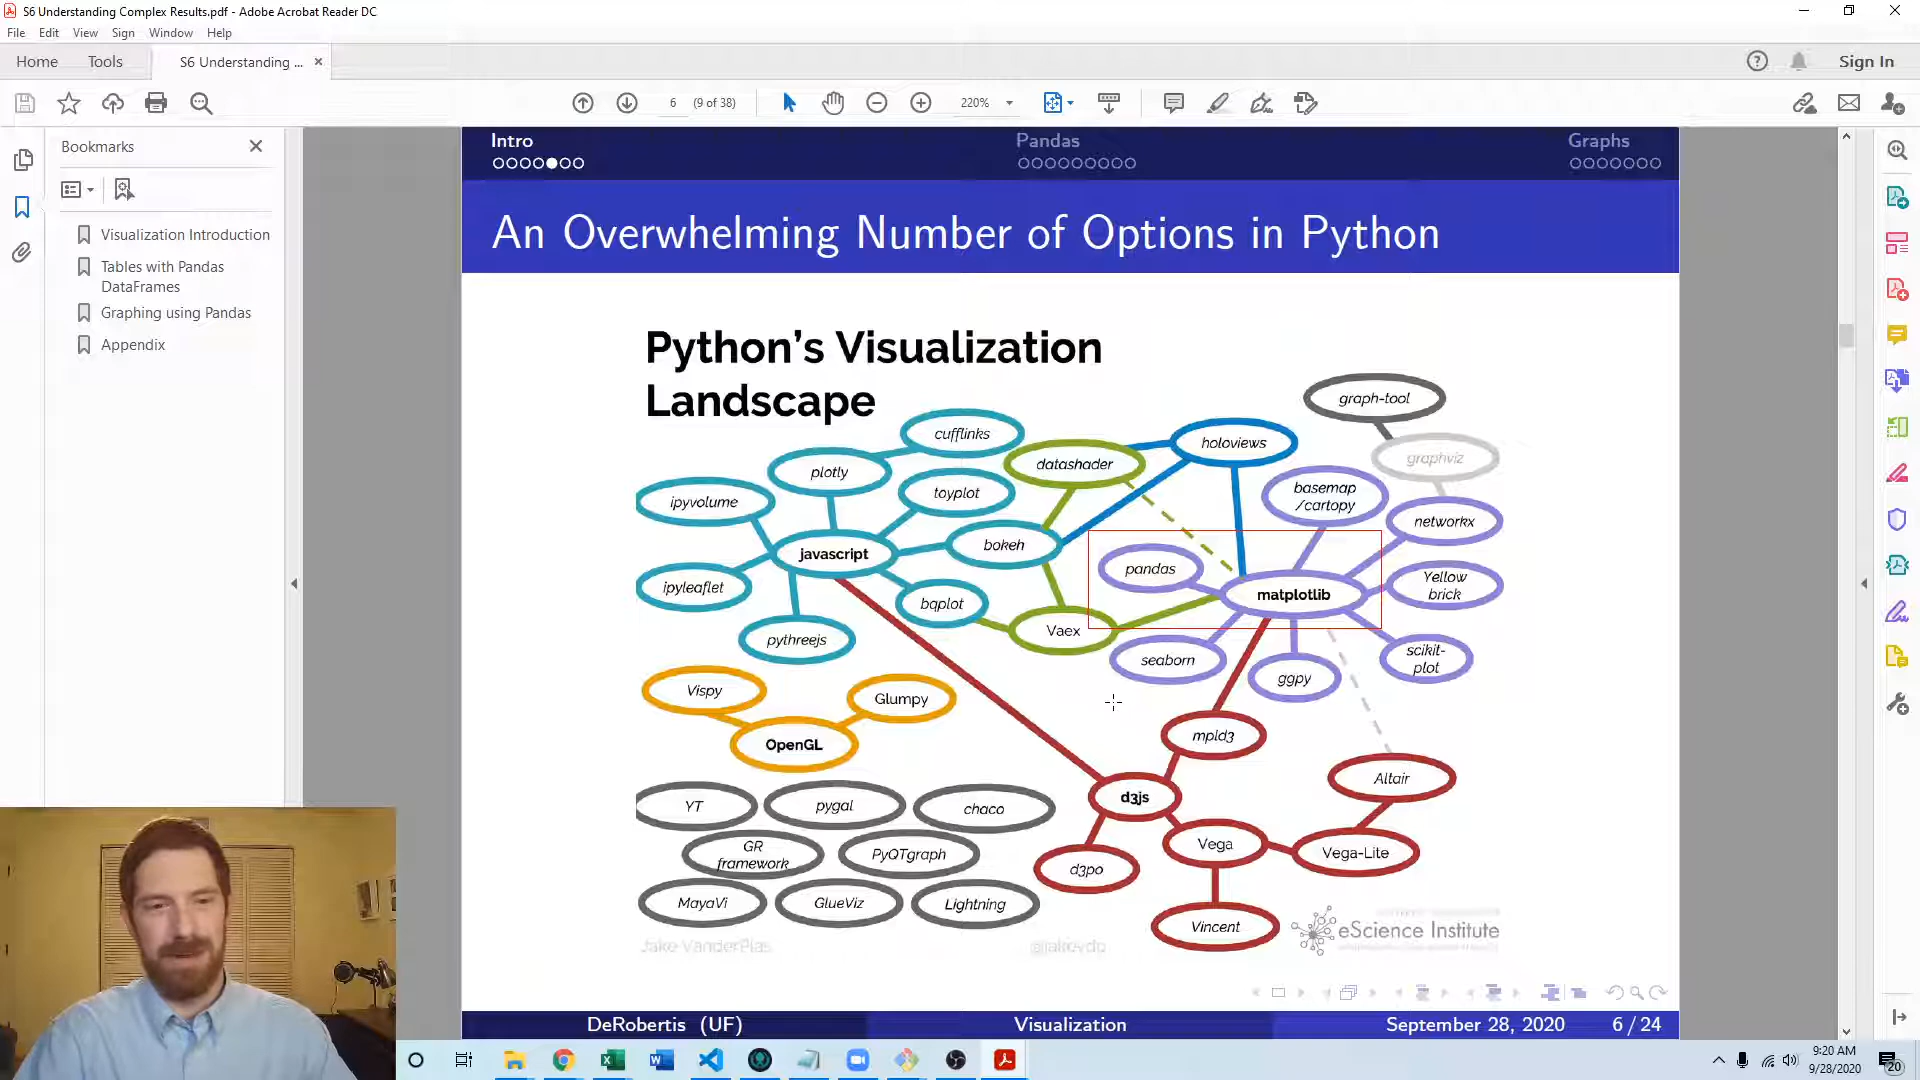 S6 Understanding Complex Results.pdf - Adobe Acrobat Reader DC
File Edit View Sign Window Help
Home Tools S6 Understanding ... Sign In
6 (9 of 38) 220%
Bookmarks
Visualization Introduction
Tables with Pandas
DataFrames
Graphing using Pandas
Appendix
Intro Pandas Graphs
An Overwhelming Number of Options in Python
Python's Visualization
Landscape
graph-tool
cufflinks
holoviews
graphviz
datashader
plotly
toyplot
basemap
/cartopy
ipyvolume
networkx
bokeh
javascript
pandas
matplotlib
Yellow
brick
ipyleaflet
bqplot
Vaex
pythreejs
seaborn
ggpy
scikit-
plot
Vispy
Glumpy
OpenGL
mpld3
Altair
d3js
YT
pygal
chaco
GR
framework
PyQTgraph
Vega
Vega-Lite
d3po
MayaVi
GlueViz
Lightning
Vincent
eScience Institute
Jake VanderPlas
@jakevdp
DeRobertis (UF) Visualization September 28, 2020 6 / 24
9:20 AM
9/28/2020
20